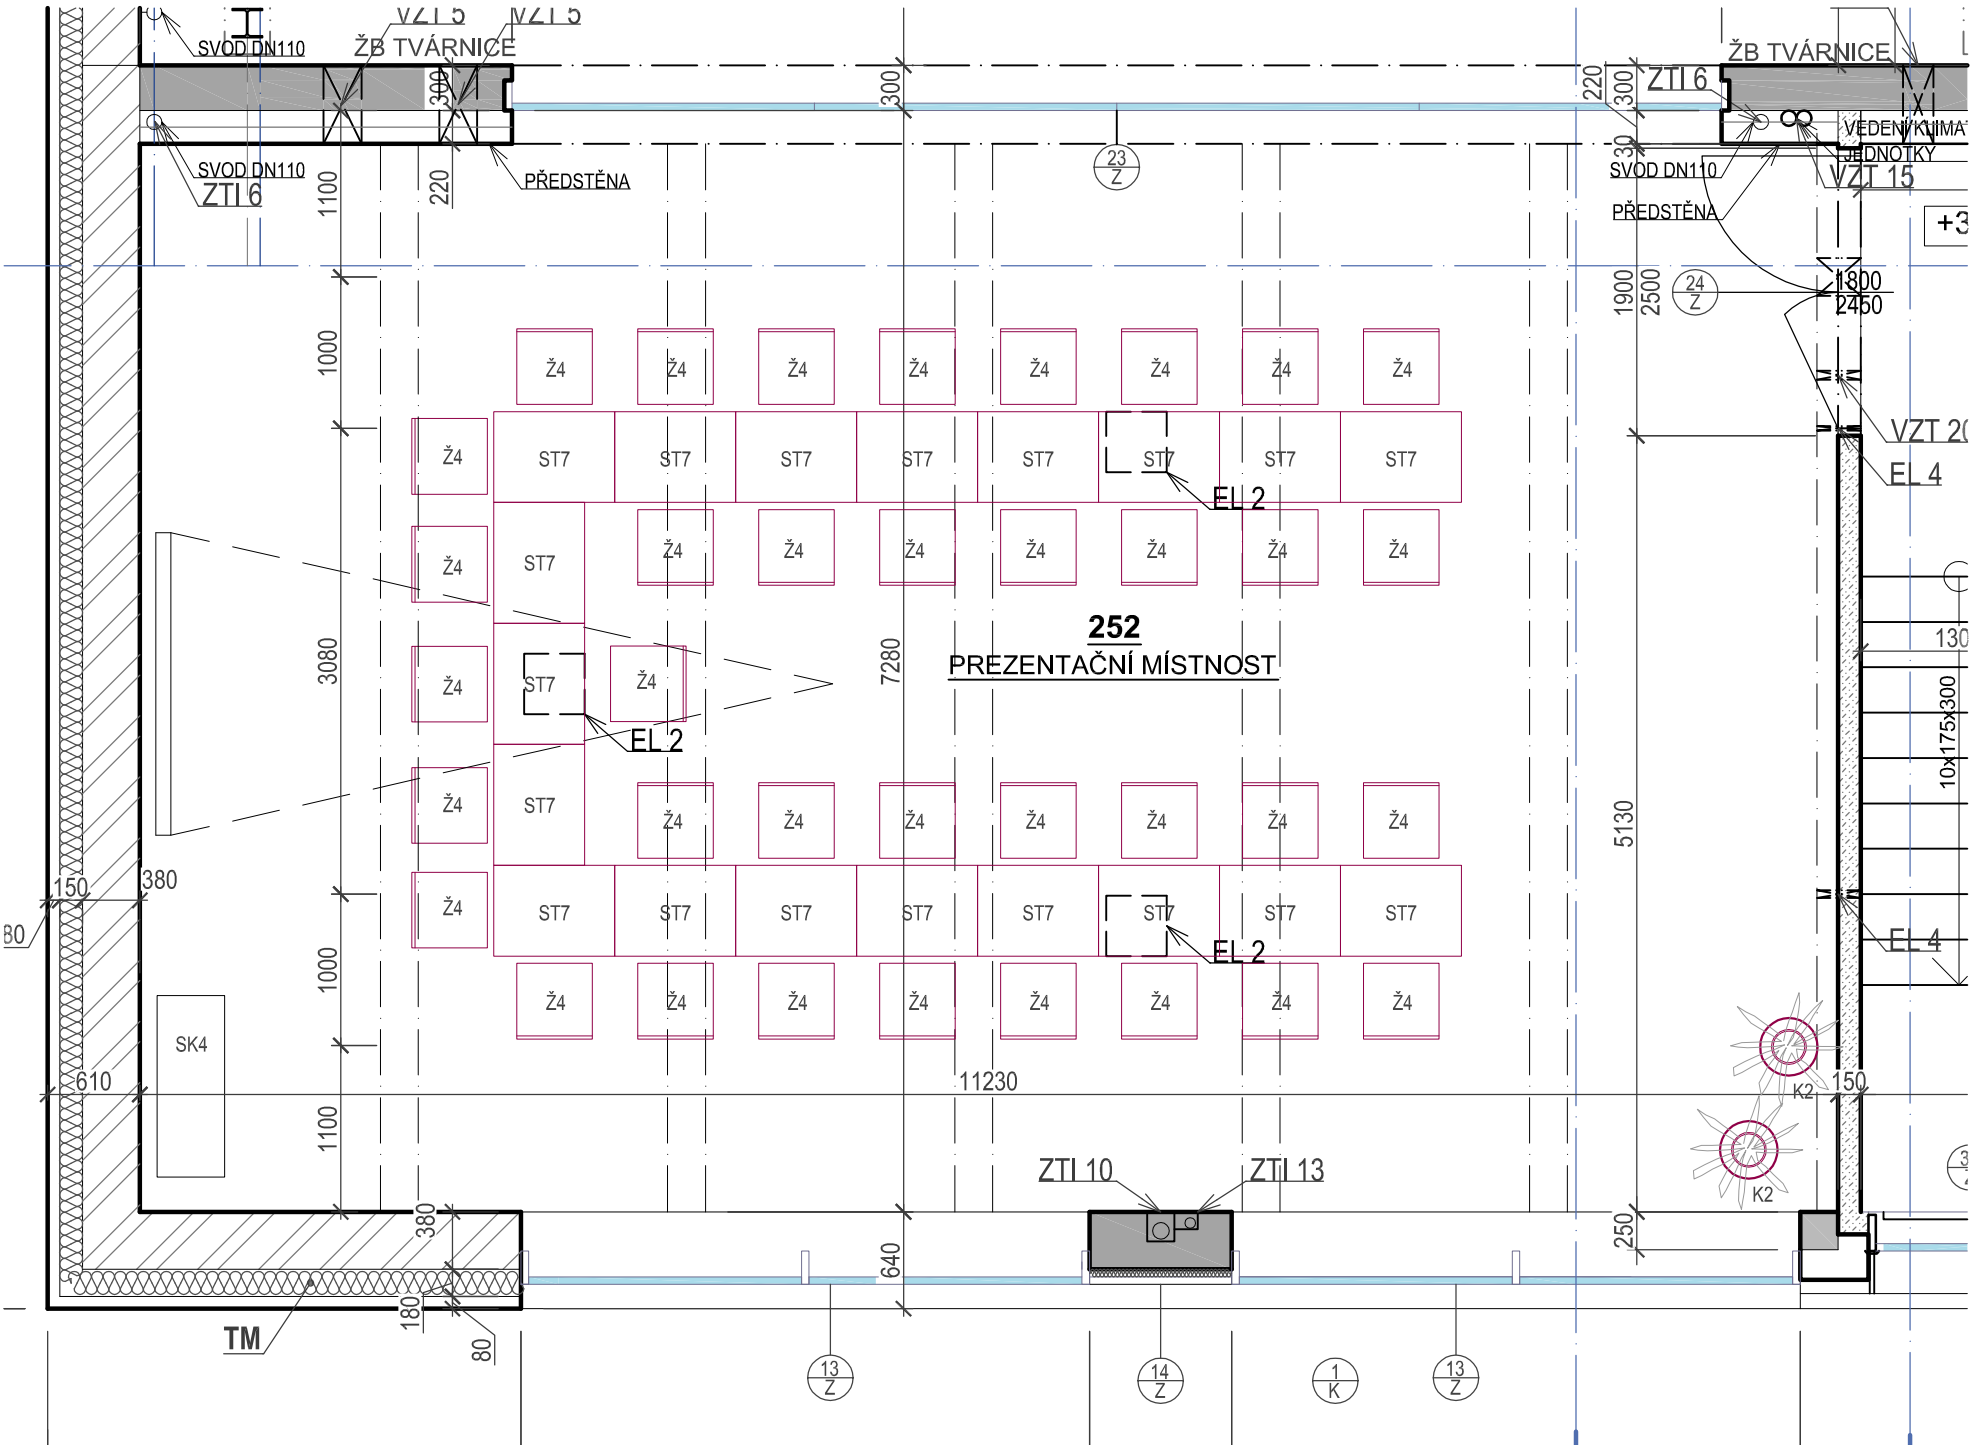 VZT 5
VZT 5
SVOD DN110
ŽB TVÁRNICE
ŽB TVÁRNICE
300
300
220
300
ZTI 6
VEDENÍ KLIMA
JEDNOTKY
SVOD DN110
ZTI 6
1100
220
PŘEDSTĚNA
23
Z
30
SVOD DN110
VZT 15
PŘEDSTĚNA
+3
1900
2500
24
Z
1800
2450
1000
Ž4 Ž4 Ž4 Ž4 Ž4 Ž4 Ž4 Ž4
VZT 20
Ž4 ST7 ST7 ST7 ST7 ST7 ST7 ST7 ST7
EL 4
EL 2
Ž4 ST7 Ž4 Ž4 Ž4 Ž4 Ž4 Ž4 Ž4
252
PREZENTAČNÍ MÍSTNOST
130
3080
7280
Ž4 ST7 Ž4
EL 2
10x175x300
Ž4 ST7 Ž4 Ž4 Ž4 Ž4 Ž4 Ž4 Ž4
5130
150
380
80
Ž4 ST7 ST7 ST7 ST7 ST7 ST7 ST7 ST7
EL 2
EL 4
1000
Ž4 Ž4 Ž4 Ž4 Ž4 Ž4 Ž4 Ž4
SK4
610
11230
K2
150
1100
ZTI 10
ZTI 13
K2
380
640
250
180
80
TM
13
Z
14
Z
1
K
13
Z